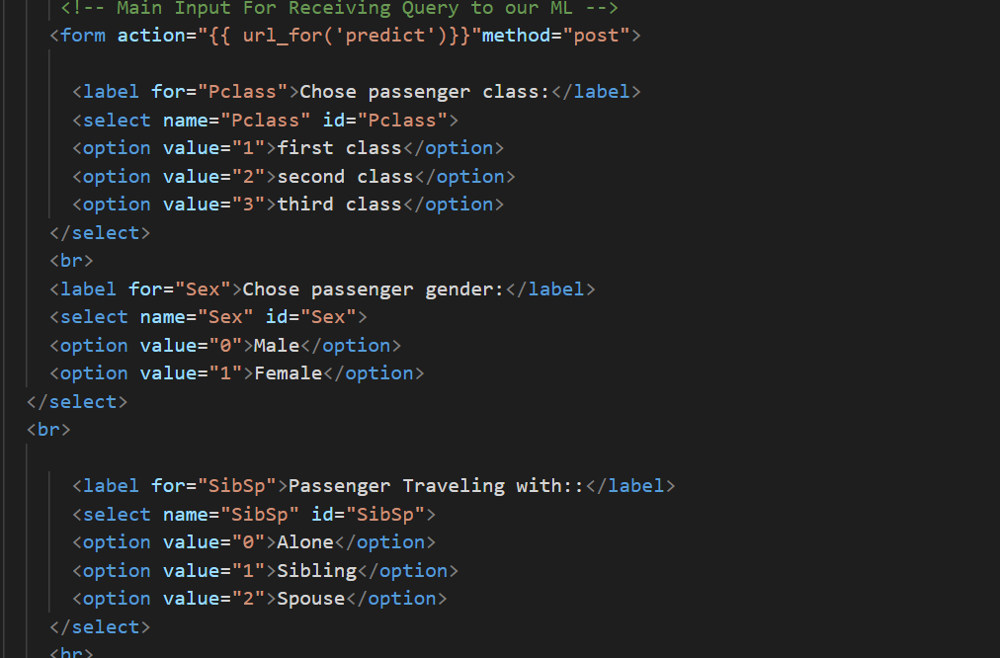 <!-- Main Input For Receiving Query to our ML -->
<form action="{{ url_for('predict')}}"method="post">
<label for="Pclass">Chose passenger class:</label>
<select name="Pclass" id="Pclass">
<option value="1">first class</option>
<option value="2">second class</option>
<option value="3">third class</option>
</select>
<br>
<label for="Sex">Chose passenger gender:</label>
<select name="Sex" id="Sex">
<option value="0">Male</option>
<option value="1">Female</option>
</select>
<br>
<label for="SibSp">Passenger Traveling with::</label>
<select name="SibSp" id="SibSp">
<option value="0">Alone</option>
<option value="1">Sibling</option>
<option value="2">Spouse</option>
</select>
<br>